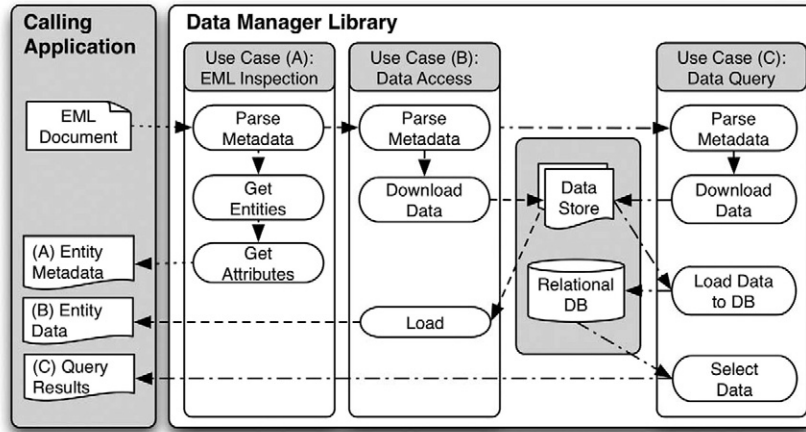 Calling
Application
Data Manager Library
Use Case (A):
EML Inspection
Use Case (B):
Data Access
Use Case (C):
Data Query
EML
Document
Parse
Metadata
Parse
Metadata
Parse
Metadata
Get
Entities
Download
Data
Data
Store
Download
Data
(A) Entity
Metadata
Get
Attributes
Relational
DB
Load Data
to DB
(B) Entity
Data
Load
(C) Query
Results
Select
Data